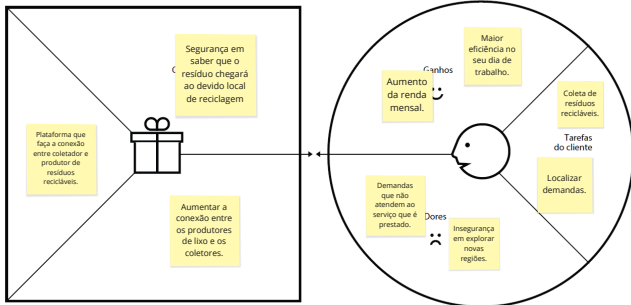 Segurança em
saber que o
resíduo chegará
ao devido local
de reciclagem
Plataforma que
faça a conexão
entre coletador e
produtor de
resíduos
recicláveis.
Aumentar a
conexão entre
os produtores
de lixo e os
coletores.
Maior
eficiência no
seu dia de
trabalho.
Ganhos
Aumento
da renda
mensal.
Coleta de
resíduos
recicláveis.
Tarefas
do cliente
Localizar
demandas.
Demandas
que não
atendem ao
serviço que é
prestado.
Dores
Insegurança
em explorar
novas
regiões.